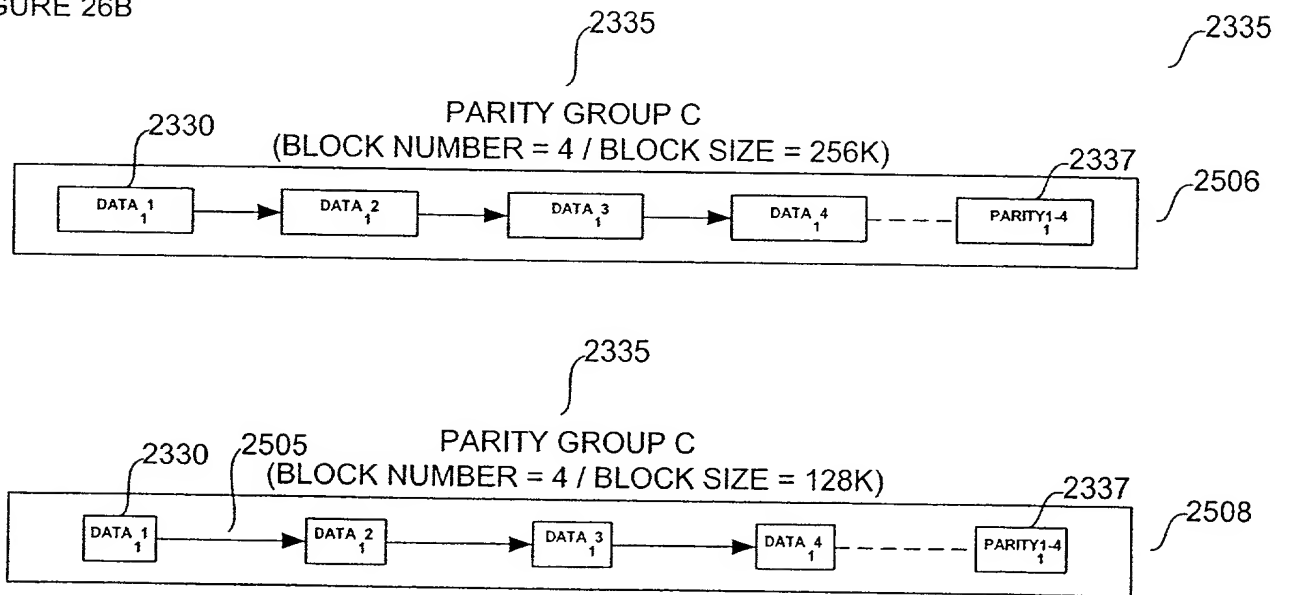 GURE 26B
2335
2335
PARITY GROUP C
(BLOCK NUMBER = 4 / BLOCK SIZE = 256K)
2330
2337
2506
DATA 1 1
DATA 2 1
DATA 3 1
DATA 4 1
PARITY1-4 1
2335
PARITY GROUP C
(BLOCK NUMBER = 4 / BLOCK SIZE = 128K)
2330
2505
2337
2508
DATA 1 1
DATA 2 1
DATA 3 1
DATA 4 1
PARITY1-4 1